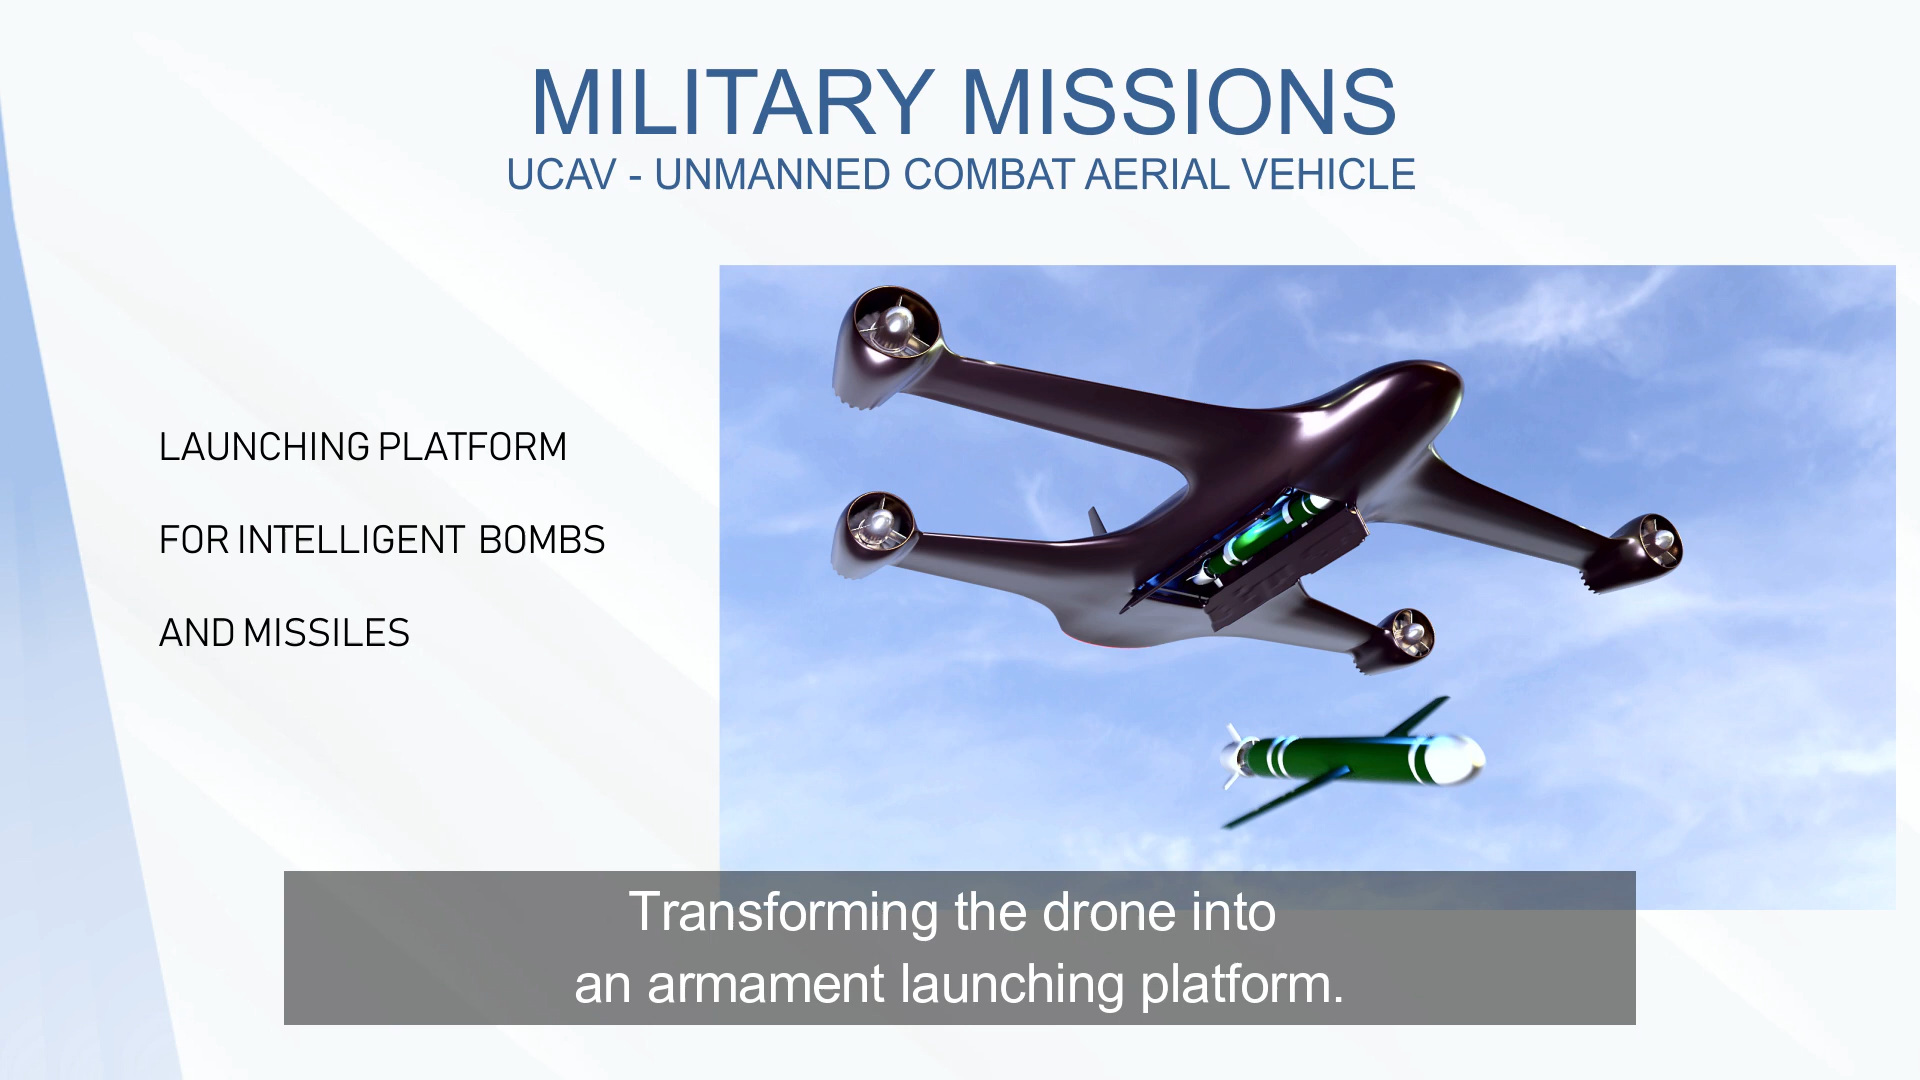 MILITARY MISSIONS
UCAV - UNMANNED COMBAT AERIAL VEHICLE
LAUNCHING PLATFORM
FOR INTELLIGENT BOMBS
AND MISSILES
Transforming the drone into
an armament launching platform.